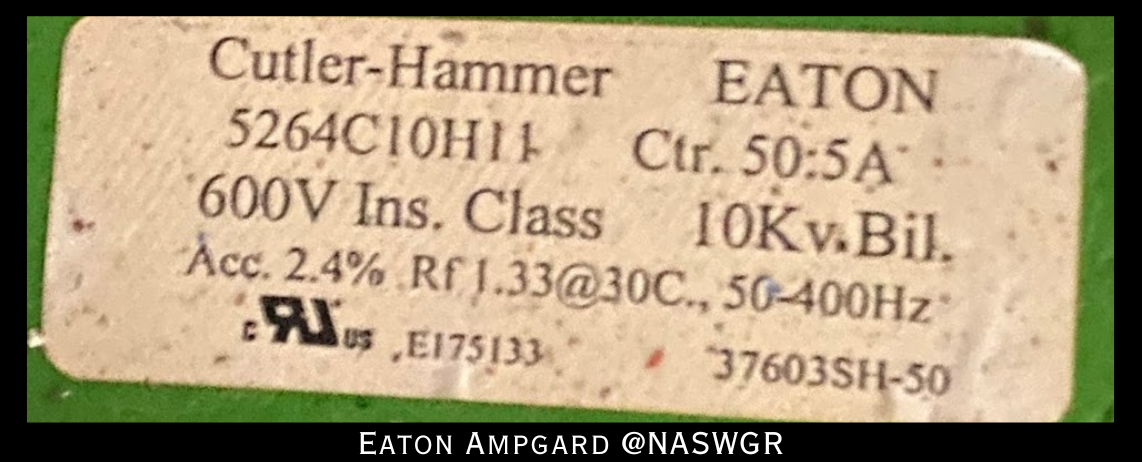 Cutler-Hammer EATON
5264C10H11 Ctr. 50:5A
600V Ins. Class 10Kv.Bil.
Acc. 2.4% Rf 1.33@30C., 50-400Hz
c RU US E175133 37603SH-50
EATON AMPGARD @NASWGR